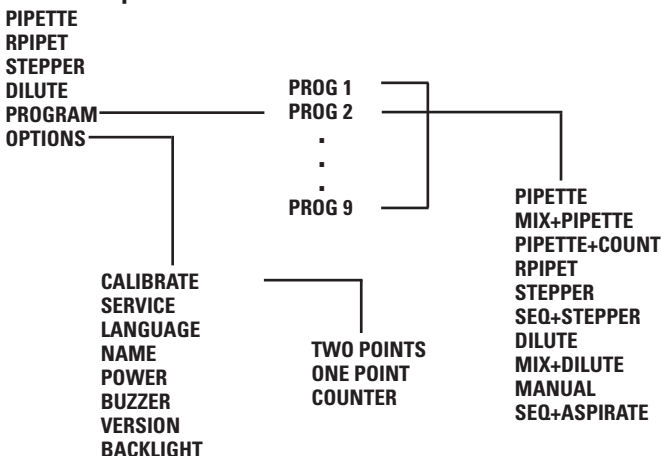 PIPETTE
RPIPET
STEPPER
DILUTE
PROGRAM
OPTIONS
PROG 1
PROG 2
.
.
.
PROG 9
CALIBRATE
SERVICE
LANGUAGE
NAME
POWER
BUZZER
VERSION
BACKLIGHT
TWO POINTS
ONE POINT
COUNTER
PIPETTE
MIX+PIPETTE
PIPETTE+COUNT
RPIPET
STEPPER
SEQ+STEPPER
DILUTE
MIX+DILUTE
MANUAL
SEQ+ASPIRATE